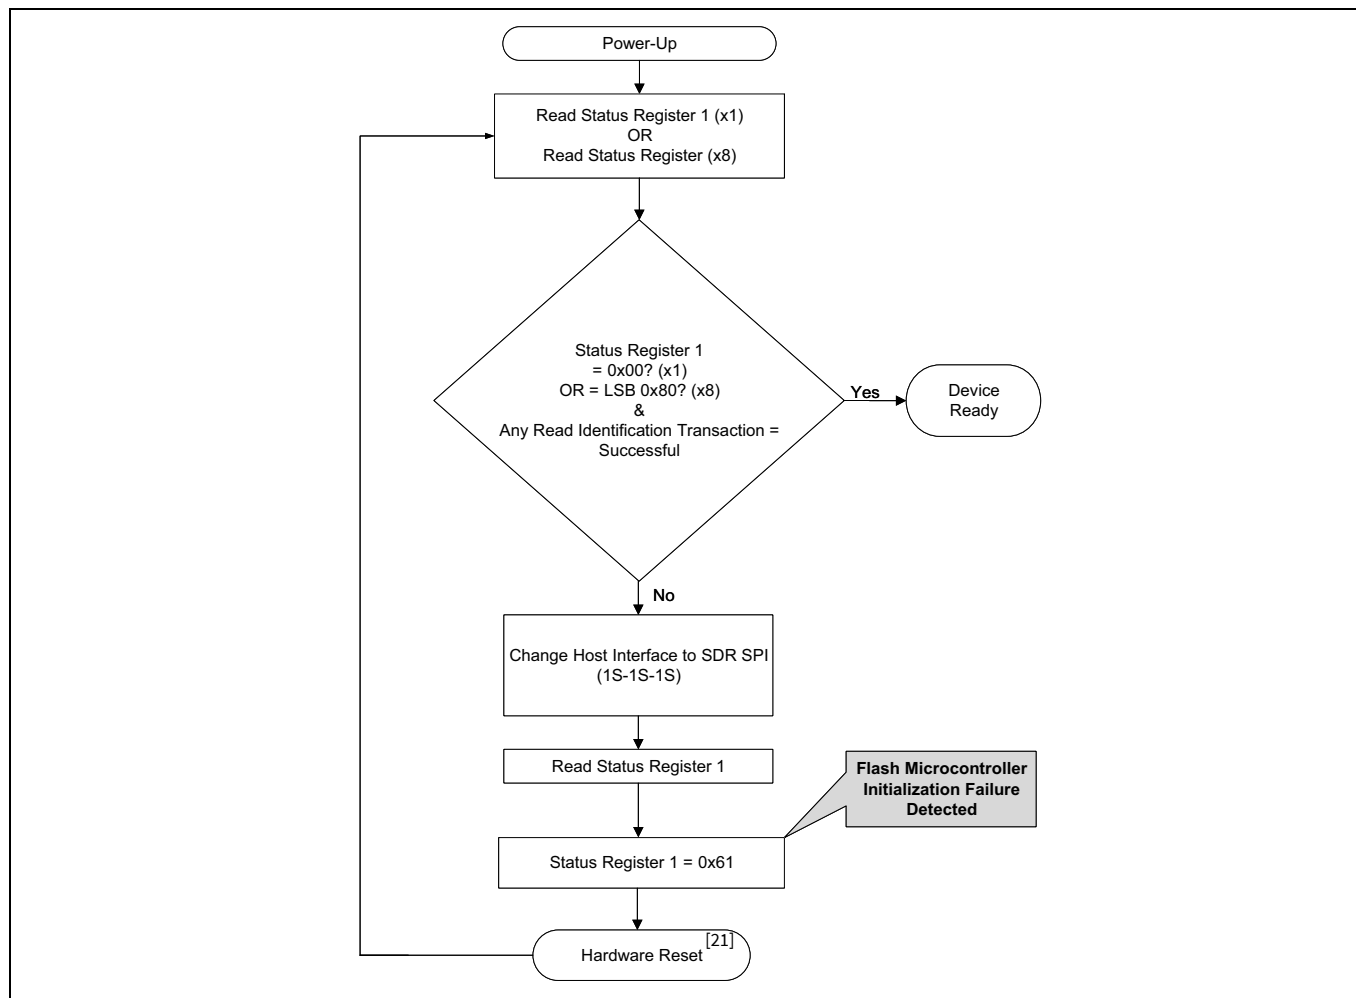 Power-Up
Read Status Register 1 (x1)
OR
Read Status Register (x8)
Status Register 1
= 0x00? (x1)
OR = LSB 0x80? (x8)
&
Any Read Identification Transaction =
Successful
Yes
Device
Ready
No
Change Host Interface to SDR SPI
(1S-1S-1S)
Read Status Register 1
Flash Microcontroller
Initialization Failure
Detected
Status Register 1 = 0x61
Hardware Reset [21]